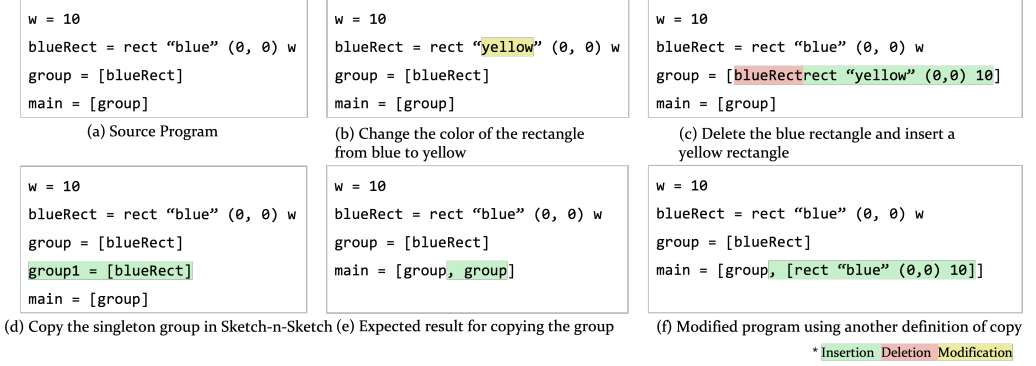 w = 10
blueRect = rect “blue” (0, 0) w
group = [blueRect]
main = [group]
(a) Source Program
w = 10
blueRect = rect “yellow” (0, 0) w
group = [blueRect]
main = [group]
(b) Change the color of the rectangle
from blue to yellow
w = 10
blueRect = rect “blue” (0, 0) w
group = [blueRectrect “yellow” (0,0) 10]
main = [group]
(c) Delete the blue rectangle and insert a
yellow rectangle
w = 10
blueRect = rect “blue” (0, 0) w
group = [blueRect]
group1 = [blueRect]
main = [group]
(d) Copy the singleton group in Sketch-n-Sketch
w = 10
blueRect = rect “blue” (0, 0) w
group = [blueRect]
main = [group, group]
(e) Expected result for copying the group
w = 10
blueRect = rect “blue” (0, 0) w
group = [blueRect]
main = [group, [rect “blue” (0,0) 10]]
(f) Modified program using another definition of copy
* Insertion Deletion Modification